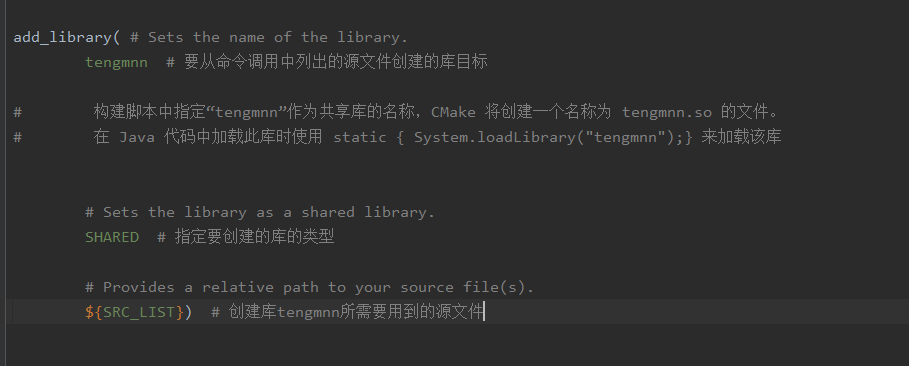 add_library( # Sets the name of the library.
tengmnn # 要从命令调用中列出的源文件创建的库目标
# 构建脚本中指定“tengmnn”作为共享库的名称，CMake 将创建一个名称为 tengmnn.so 的文件。
# 在 Java 代码中加载此库时使用 static { System.loadLibrary("tengmnn");} 来加载该库
# Sets the library as a shared library.
SHARED # 指定要创建的库的类型
# Provides a relative path to your source file(s).
${SRC_LIST}) # 创建库tengmnn所需要用到的源文件